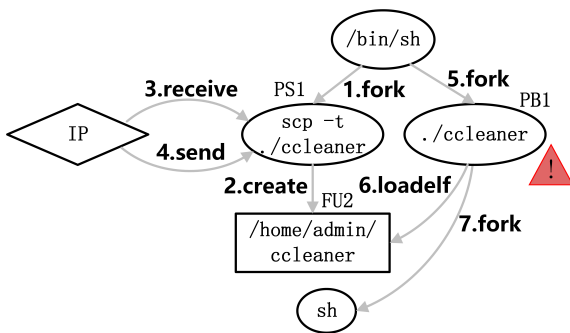 /bin/sh
3.receive
PS1
1.fork
5.fork
PB1
IP
scp -t
./ccleaner
./ccleaner
4.send
2.create
6.loadelf
!
FU2
7.fork
/home/admin/
ccleaner
sh